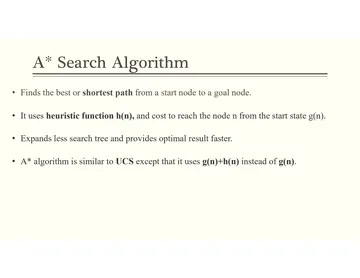 A* Search Algorithm
• Finds the best or shortest path from a start node to a goal node.
• It uses heuristic function h(n), and cost to reach the node n from the start state g(n).
• Expands less search tree and provides optimal result faster.
• A* algorithm is similar to UCS except that it uses g(n)+h(n) instead of g(n).